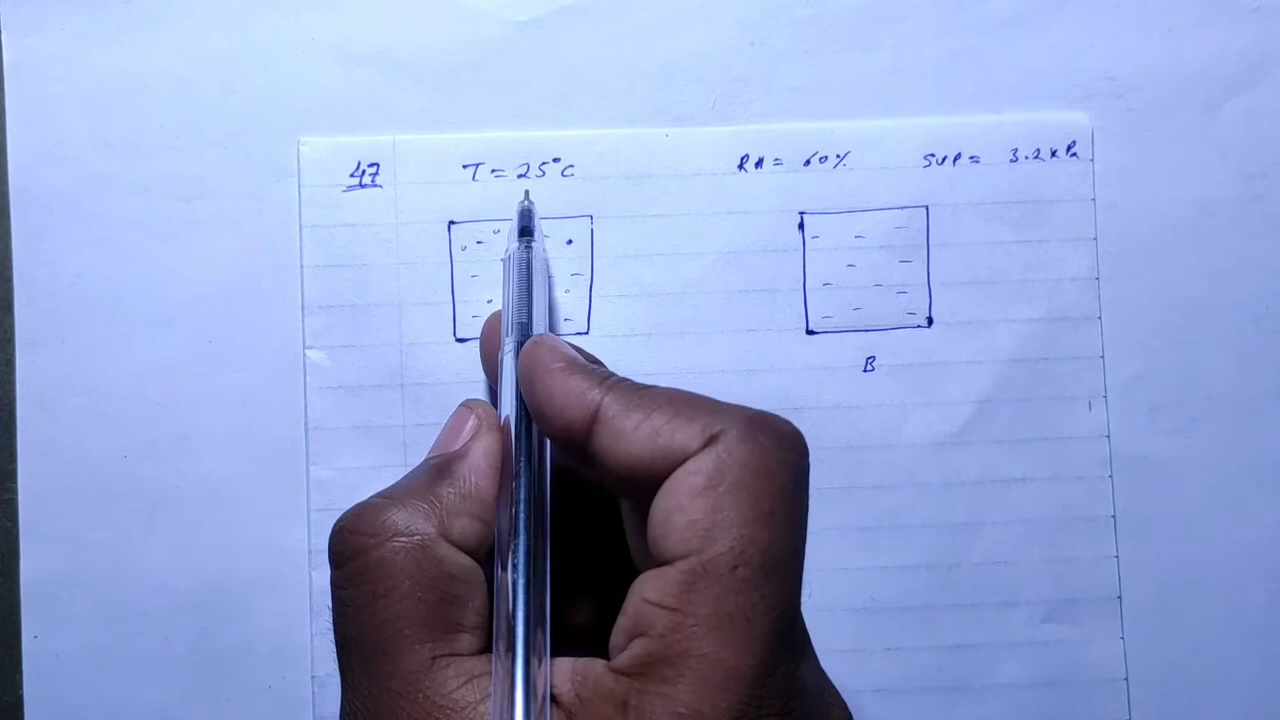 47 T = 25°C RH = 60% SVP = 3.2 kPa
B